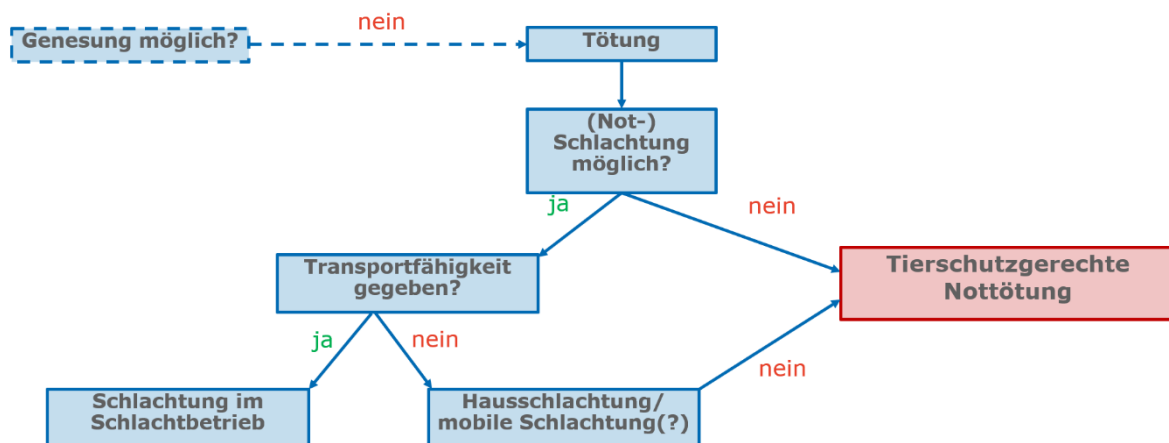 nein
Genesung möglich?
Tötung
(Not-)
Schlachtung
möglich?
ja
nein
Transportfähigkeit
gegeben?
Tierschutzgerechte
Nottötung
ja
nein
nein
Schlachtung im
Schlachtbetrieb
Hausschlachtung/
mobile Schlachtung(?)